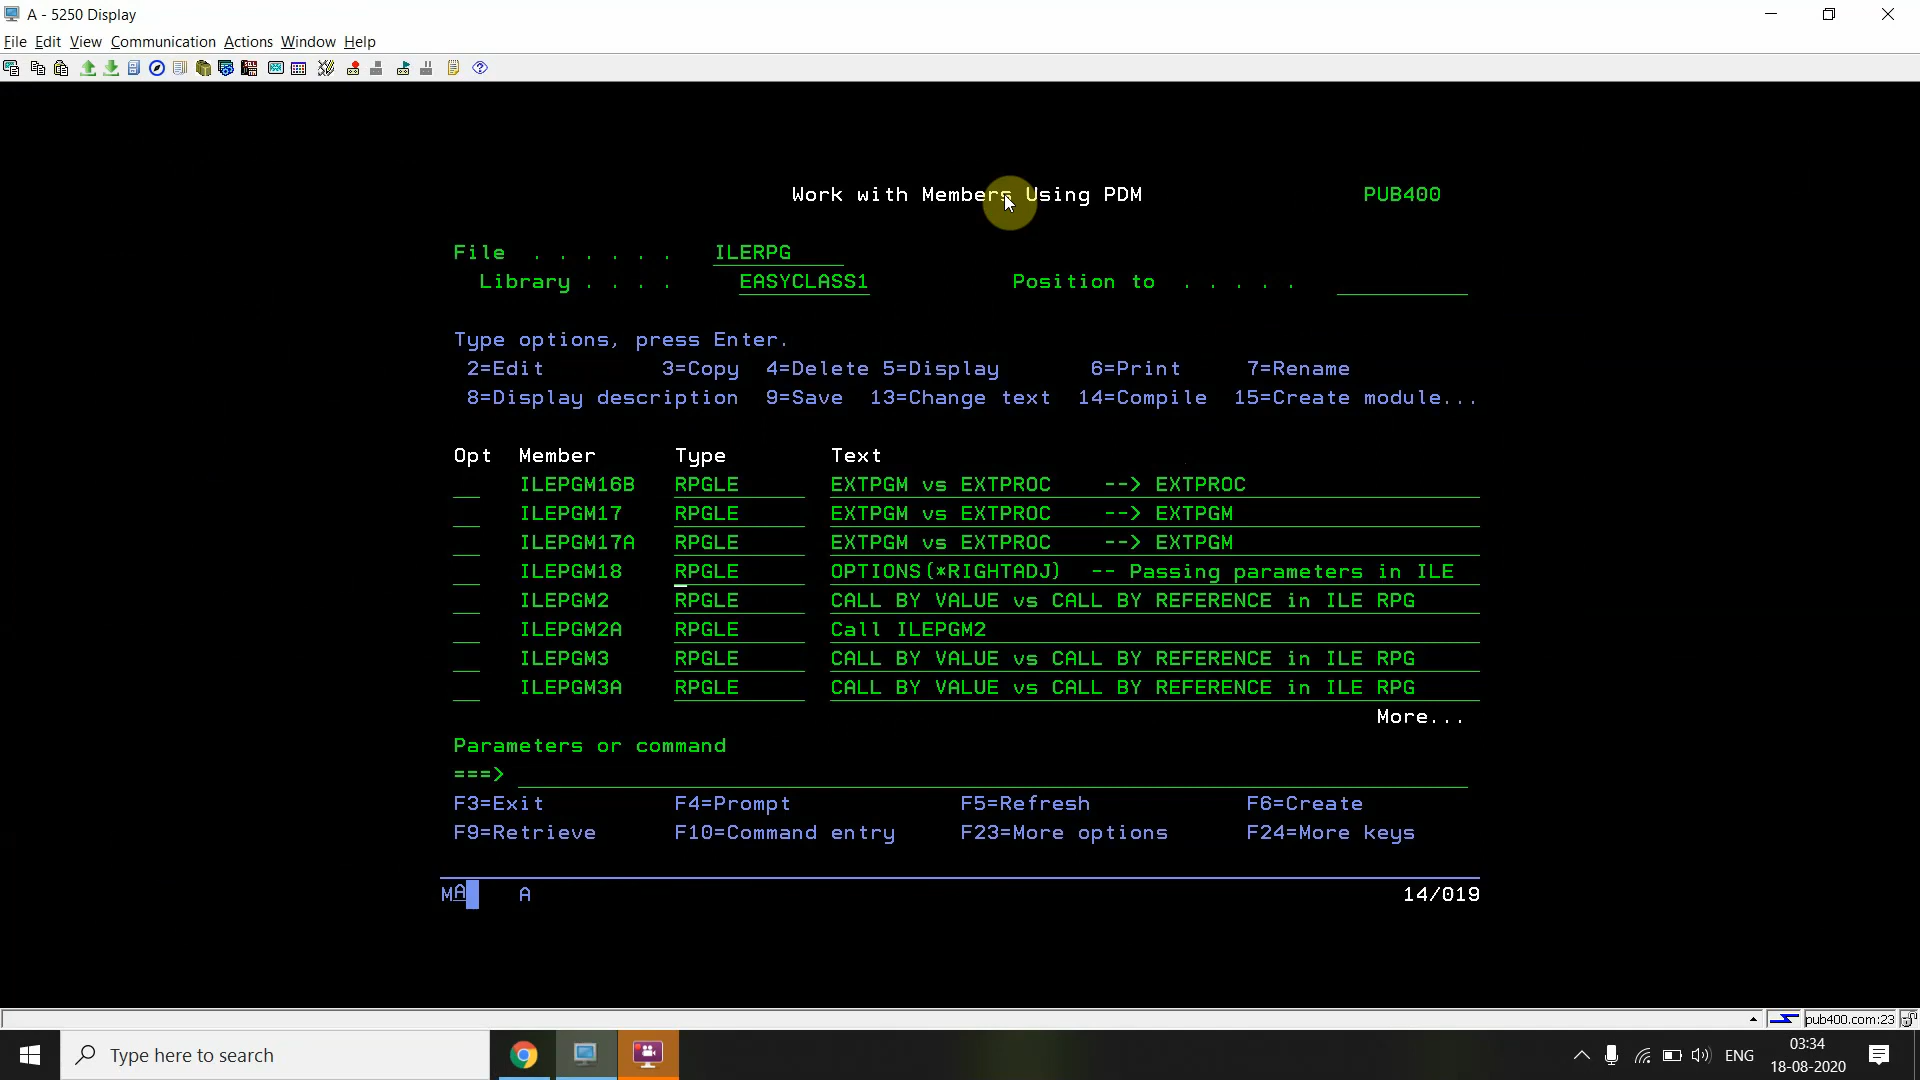 A - 5250 Display
File Edit View Communication Actions Window Help
Work with Members Using PDM PUB400
File . . . . . . ILERPG
Library . . . . EASYCLASS1 Position to . . . . .
Type options, press Enter.
2=Edit 3=Copy 4=Delete 5=Display 6=Print 7=Rename
8=Display description 9=Save 13=Change text 14=Compile 15=Create module...
Opt Member Type Text
ILEPGM16B RPGLE EXTPGM vs EXTPROC --> EXTPROC
ILEPGM17 RPGLE EXTPGM vs EXTPROC --> EXTPGM
ILEPGM17A RPGLE EXTPGM vs EXTPROC --> EXTPGM
ILEPGM18 RPGLE OPTIONS(*RIGHTADJ) -- Passing parameters in ILE
ILEPGM2 RPGLE CALL BY VALUE vs CALL BY REFERENCE in ILE RPG
ILEPGM2A RPGLE Call ILEPGM2
ILEPGM3 RPGLE CALL BY VALUE vs CALL BY REFERENCE in ILE RPG
ILEPGM3A RPGLE CALL BY VALUE vs CALL BY REFERENCE in ILE RPG
More...
Parameters or command
===>
F3=Exit F4=Prompt F5=Refresh F6=Create
F9=Retrieve F10=Command entry F23=More options F24=More keys
MA A 14/019
pub400.com:23
Type here to search
ENG
03:34
18-08-2020